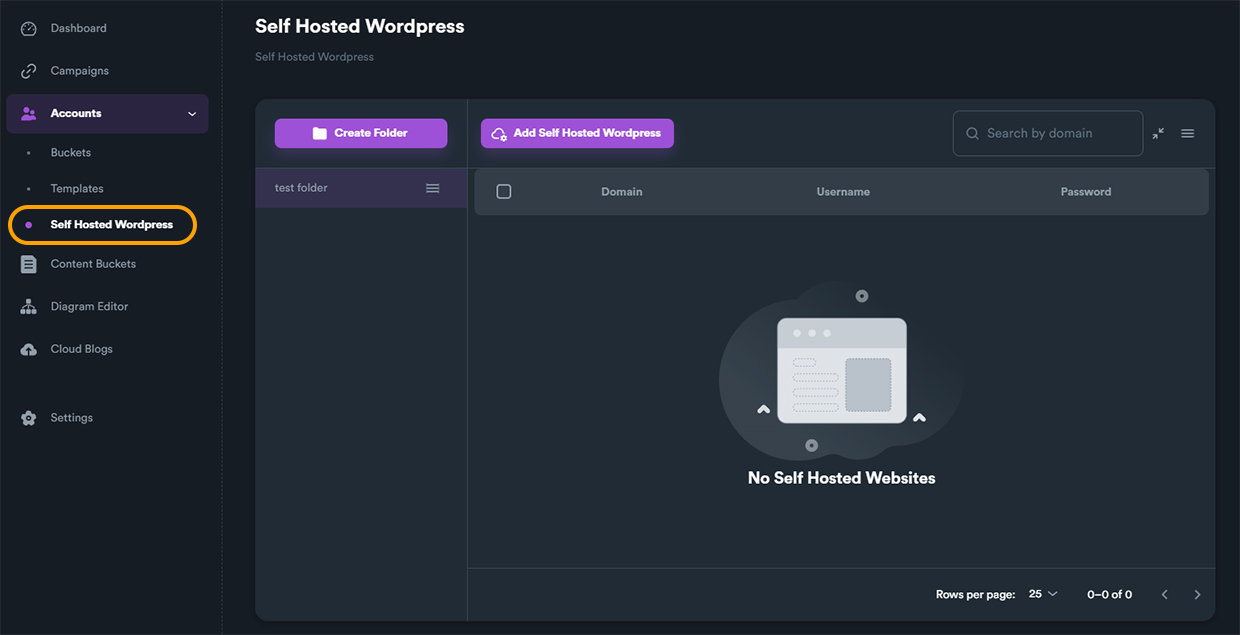 Dashboard
Campaigns
Accounts
Buckets
Templates
Self Hosted Wordpress
Content Buckets
Diagram Editor
Cloud Blogs
Settings
Self Hosted Wordpress
Self Hosted Wordpress
Create Folder
test folder
Add Self Hosted Wordpress
Search by domain
Domain Username Password
No Self Hosted Websites
Rows per page: 25 0–0 of 0